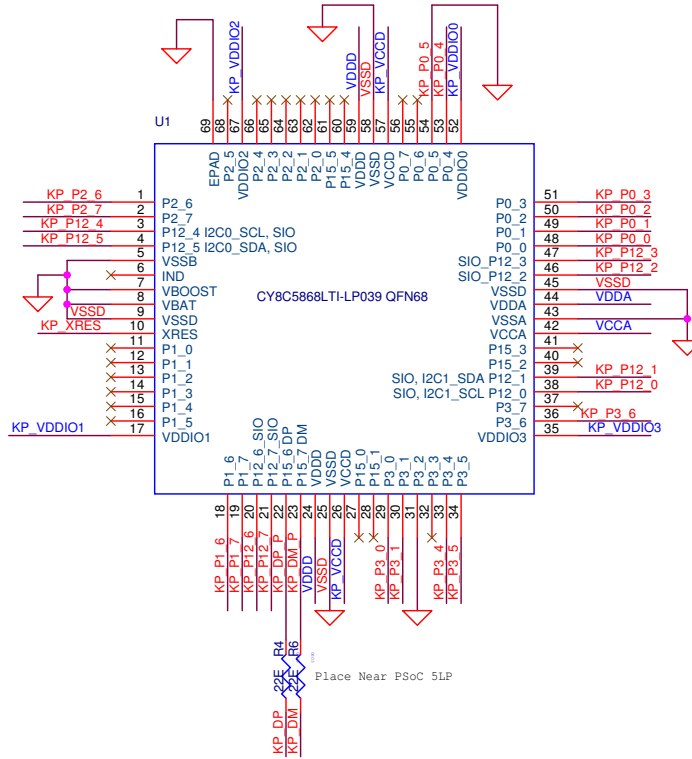 KP_VDDIO2
VDDD
VSSD
KP_VCCD
KP_P0_5
KP_P0_4
KP_VDDIO0
U1
69
68
67
66
65
64
63
62
61
60
59
58
57
56
55
54
53
52
EPAD
P2_5
VDDIO2
P2_4
P2_3
P2_2
P2_1
P2_0
P15_5
P15_4
VDDD
VSSD
VCCD
P0_7
P0_6
P0_5
P0_4
VDDIO0
KP_P2_6 1 P2_6
KP_P2_7 2 P2_7
KP_P12_4 3 P12_4 I2C0_SCL, SIO
KP_P12_5 4 P12_5 I2C0_SDA, SIO
5 VSSB
6 IND
7 VBOOST
8 VBAT
VSSD 9 VSSD
KP_XRES 10 XRES
11 P1_0
12 P1_1
13 P1_2
14 P1_3
15 P1_4
16 P1_5
KP_VDDIO1 17 VDDIO1
CY8C5868LTI-LP039 QFN68
P0_3 51 KP_P0_3
P0_2 50 KP_P0_2
P0_1 49 KP_P0_1
P0_0 48 KP_P0_0
SIO_P12_3 47 KP_P12_3
SIO_P12_2 46 KP_P12_2
VSSD 45 VSSD
VDDA 44 VDDA
VSSA 43
VCCA 42 VCCA
P15_3 41
P15_2 40
SIO, I2C1_SDA P12_1 39 KP_P12_1
SIO, I2C1_SCL P12_0 38 KP_P12_0
P3_7 37
P3_6 36 KP_P3_6
VDDIO3 35 KP_VDDIO3
P1_6
P1_7
P12_6_SIO
P12_7_SIO
P15_6 DP
P15_7 DM
VDDD
VSSD
VCCD
P15_0
P15_1
P3_0
P3_1
P3_2
P3_3
P3_4
P3_5
18
19
20
21
22
23
24
25
26
27
28
29
30
31
32
33
34
KP_P1_6
KP_P1_7
KP_P12_6
KP_P12_7
KP_DP_P
KP_DM_P
VDDD
VSSD
KP_VCCD
KP_P3_0
KP_P3_1
KP_P3_4
KP_P3_5
R4
R6
22E
22E
Place Near PSoC 5LP
KP_DP
KP_DM